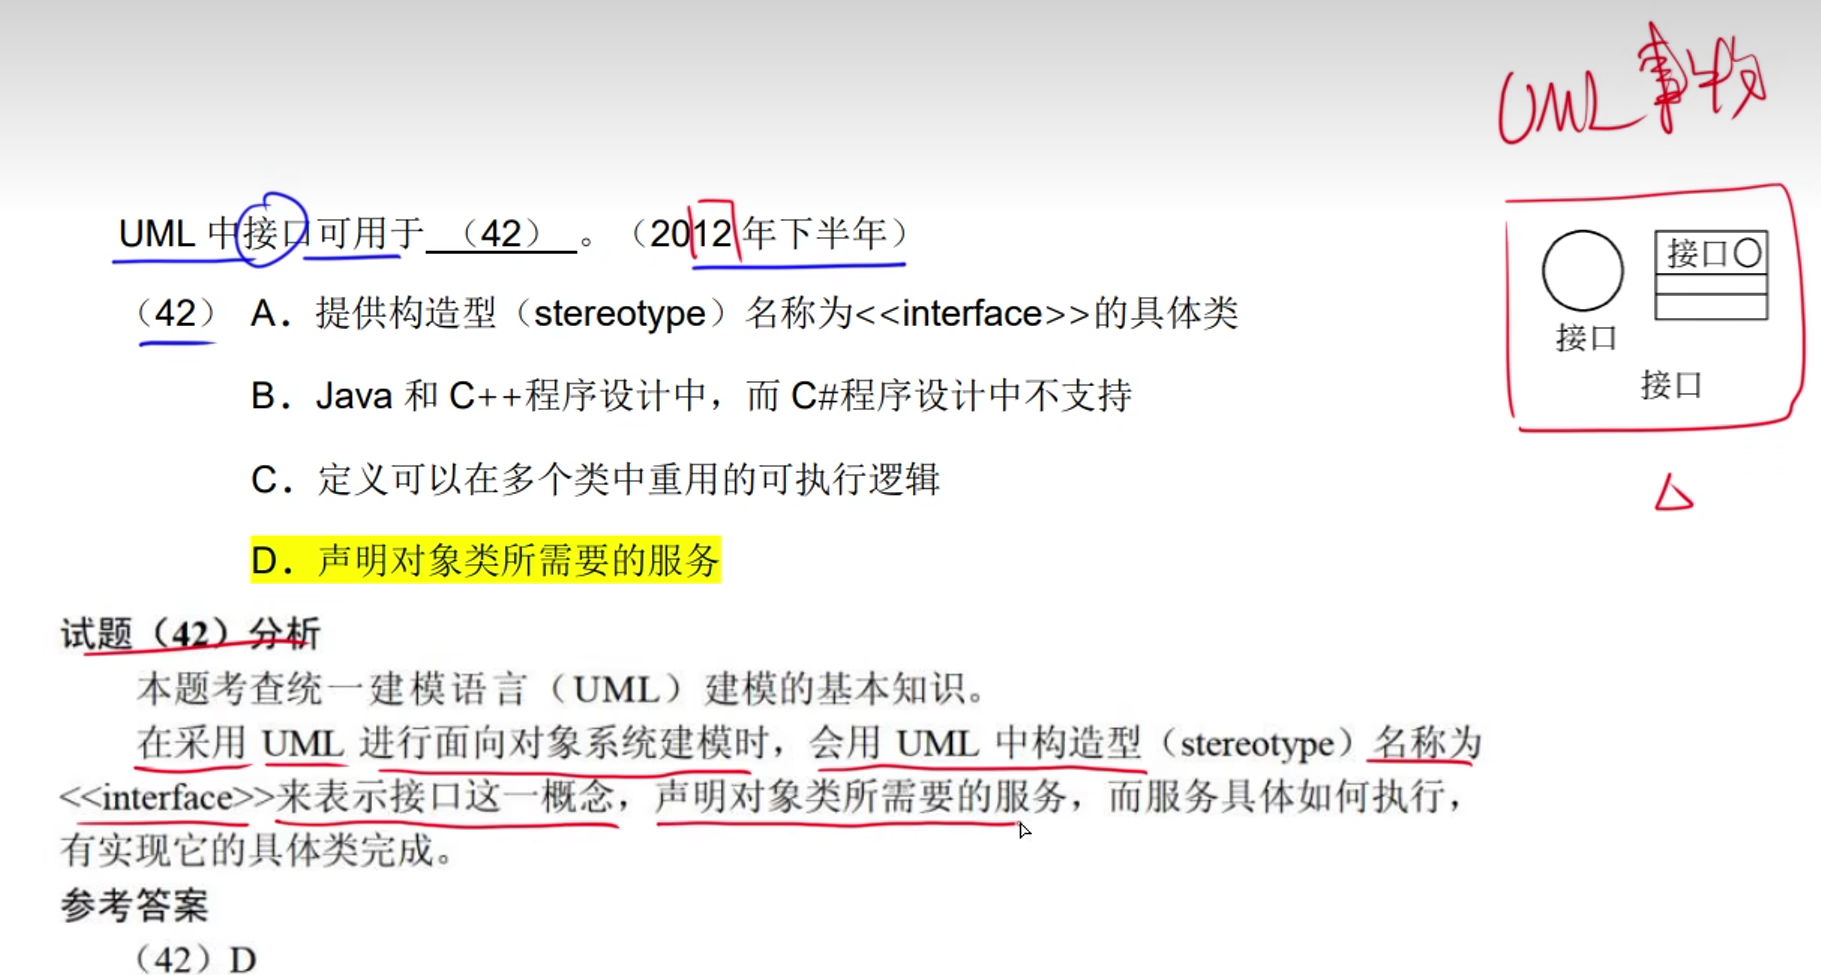 UML 事物
UML 中接口可用于 （42） 。（2012 年下半年）
（42） A．提供构造型（stereotype）名称为<<interface>>的具体类
B．Java 和 C++程序设计中，而 C#程序设计中不支持
C．定义可以在多个类中重用的可执行逻辑
D．声明对象类所需要的服务
接口
接口
接口
试题（42）分析
本题考查统一建模语言（UML）建模的基本知识。
在采用 UML 进行面向对象系统建模时，会用 UML 中构造型（stereotype）名称为
<<interface>>来表示接口这一概念，声明对象类所需要的服务，而服务具体如何执行，
有实现它的具体类完成。
参考答案
（42）D